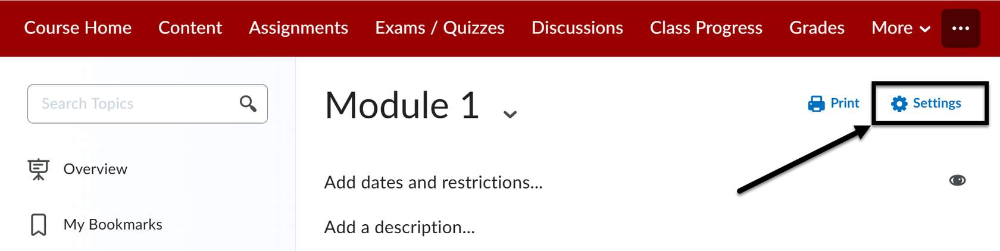 Course Home Content Assignments Exams / Quizzes Discussions Class Progress Grades More ...
Search Topics
Module 1
Print Settings
Overview
Add dates and restrictions...
My Bookmarks
Add a description...